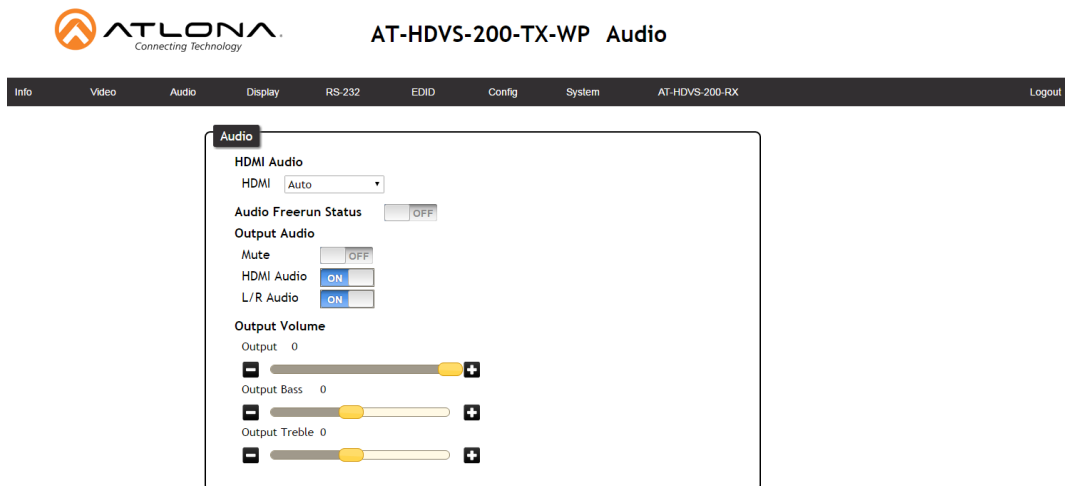 ATLONA
Connecting Technology
AT-HDVS-200-TX-WP Audio
Info Video Audio Display RS-232 EDID Config System AT-HDVS-200-RX Logout
Audio
HDMI Audio
HDMI Auto
Audio Freerun Status OFF
Output Audio
Mute OFF
HDMI Audio ON
L/R Audio ON
Output Volume
Output 0
Output Bass 0
Output Treble 0